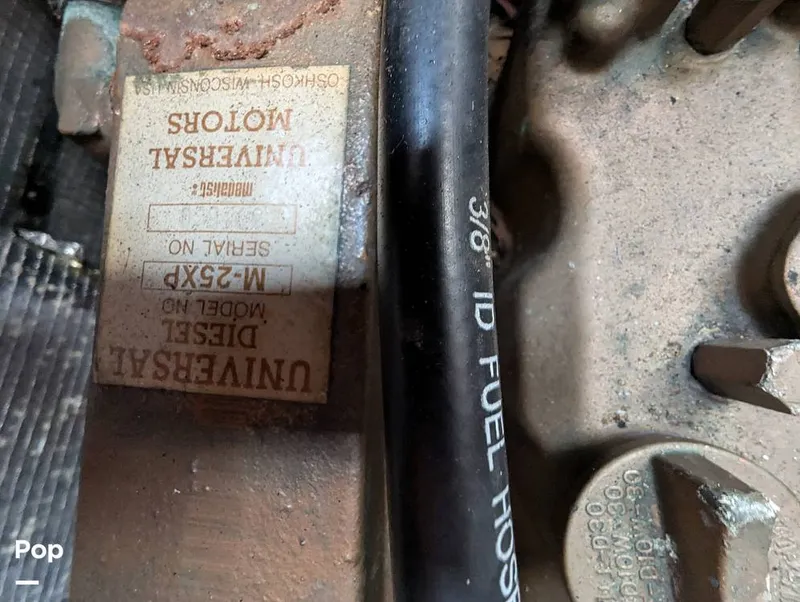 UNIVERSAL
DIESEL
MODEL NO
M-25XP
SERIAL NO
medalist
UNIVERSAL
MOTORS
OSHKOSH, WISCONSIN USA
3/8" ID FUEL HOSE
Pop